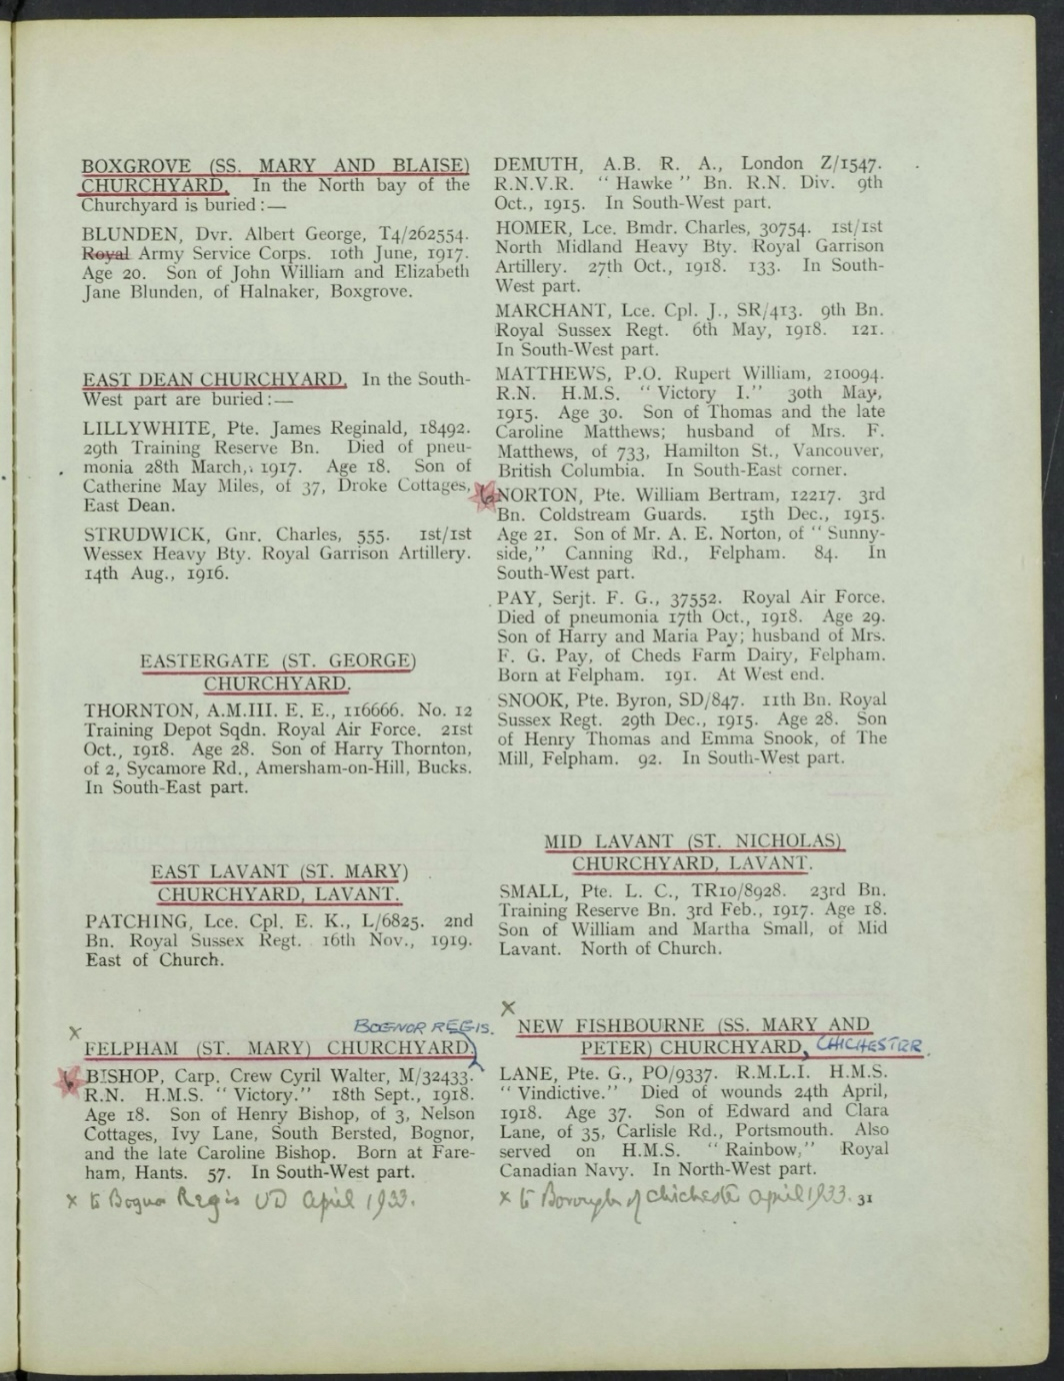 BOXGROVE (SS. MARY AND BLAISE)
CHURCHYARD. In the North bay of the
Churchyard is buried :—
BLUNDEN, Dvr. Albert George, T4/262554.
Royal Army Service Corps. 10th June, 1917.
Age 20. Son of John William and Elizabeth
Jane Blunden, of Halnaker, Boxgrove.
EAST DEAN CHURCHYARD. In the South-
West part are buried :—
LILLYWHITE, Pte. James Reginald, 18492.
29th Training Reserve Bn. Died of pneu-
monia 28th March, 1917. Age 18. Son of
Catherine May Miles, of 37, Droke Cottages,
East Dean.
STRUDWICK, Gnr. Charles, 555. 1st/1st
Wessex Heavy Bty. Royal Garrison Artillery.
14th Aug., 1916.
EASTERGATE (ST. GEORGE)
CHURCHYARD.
THORNTON, A.M.III. E. E., 116666. No. 12
Training Depot Sqdn. Royal Air Force. 21st
Oct., 1918. Age 28. Son of Harry Thornton,
of 2, Sycamore Rd., Amersham-on-Hill, Bucks.
In South-East part.
EAST LAVANT (ST. MARY)
CHURCHYARD, LAVANT.
PATCHING, Lce. Cpl. E. K., L/6825. 2nd
Bn. Royal Sussex Regt. 16th Nov., 1919.
East of Church.
x BOGNOR REGIS.
FELPHAM (ST. MARY) CHURCHYARD.
6 BISHOP, Carp. Crew Cyril Walter, M/32433.
R.N. H.M.S. "Victory." 18th Sept., 1918.
Age 18. Son of Henry Bishop, of 3, Nelson
Cottages, Ivy Lane, South Bersted, Bognor,
and the late Caroline Bishop. Born at Fare-
ham, Hants. 57. In South-West part.
x to Bognor Regis UD April 1933.
DEMUTH, A.B. R. A., London Z/1547.
R.N.V.R. "Hawke" Bn. R.N. Div. 9th
Oct., 1915. In South-West part.
HOMER, Lce. Bmdr. Charles, 30754. 1st/1st
North Midland Heavy Bty. Royal Garrison
Artillery. 27th Oct., 1918. 133. In South-
West part.
MARCHANT, Lce. Cpl. J., SR/413. 9th Bn.
Royal Sussex Regt. 6th May, 1918. 121.
In South-West part.
MATTHEWS, P.O. Rupert William, 210094.
R.N. H.M.S. "Victory I." 30th May,
1915. Age 30. Son of Thomas and the late
Caroline Matthews; husband of Mrs. F.
Matthews, of 733, Hamilton St., Vancouver,
British Columbia. In South-East corner.
6 NORTON, Pte. William Bertram, 12217. 3rd
Bn. Coldstream Guards. 15th Dec., 1915.
Age 21. Son of Mr. A. E. Norton, of "Sunny-
side," Canning Rd., Felpham. 84. In
South-West part.
PAY, Serjt. F. G., 37552. Royal Air Force.
Died of pneumonia 17th Oct., 1918. Age 29.
Son of Harry and Maria Pay; husband of Mrs.
F. G. Pay, of Cheds Farm Dairy, Felpham.
Born at Felpham. 191. At West end.
SNOOK, Pte. Byron, SD/847. 11th Bn. Royal
Sussex Regt. 29th Dec., 1915. Age 28. Son
of Henry Thomas and Emma Snook, of The
Mill, Felpham. 92. In South-West part.
MID LAVANT (ST. NICHOLAS)
CHURCHYARD, LAVANT.
SMALL, Pte. L. C., TR10/8928. 23rd Bn.
Training Reserve Bn. 3rd Feb., 1917. Age 18.
Son of William and Martha Small, of Mid
Lavant. North of Church.
x
NEW FISHBOURNE (SS. MARY AND
PETER) CHURCHYARD, CHICHESTER.
LANE, Pte. G., PO/9337. R.M.L.I. H.M.S.
"Vindictive." Died of wounds 24th April,
1918. Age 37. Son of Edward and Clara
Lane, of 35, Carlisle Rd., Portsmouth. Also
served on H.M.S. "Rainbow," Royal
Canadian Navy. In North-West part.
x to Borough of Chichester April 1933. 31